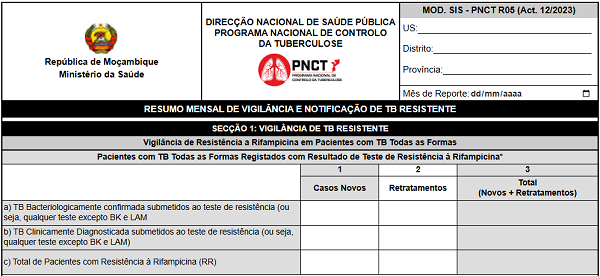 MOD. SIS - PNCT R05 (Act. 12/2023)
República de Moçambique
Ministério da Saúde
DIRECÇÃO NACIONAL DE SAÚDE PÚBLICA
PROGRAMA NACIONAL DE CONTROLO
DA TUBERCULOSE
PNCT
PROGRAMA NACIONAL DE
CONTROLO DA TUBERCULOSE
US:
Distrito:
Província:
Mês de Reporte: dd/mm/aaaa
RESUMO MENSAL DE VIGILÂNCIA E NOTIFICAÇÃO DE TB RESISTENTE
SECÇÃO 1: VIGILÂNCIA DE TB RESISTENTE
Vigilância de Resistência a Rifampicina em Pacientes com TB Todas as Formas
Pacientes com TB Todas as Formas Registados com Resultado de Teste de Resistência à Rifampicina*
1 2 3
Casos Novos Retratamentos Total
(Novos + Retratamentos)
a) TB Bacteriologicamente confirmada submetidos ao teste de resistência (ou
seja, qualquer teste excepto BK e LAM
b) TB Clinicamente Diagnosticada submetidos ao teste de resistência (ou seja,
qualquer teste excepto BK e LAM)
c) Total de Pacientes com Resistência à Rifampicina (RR)